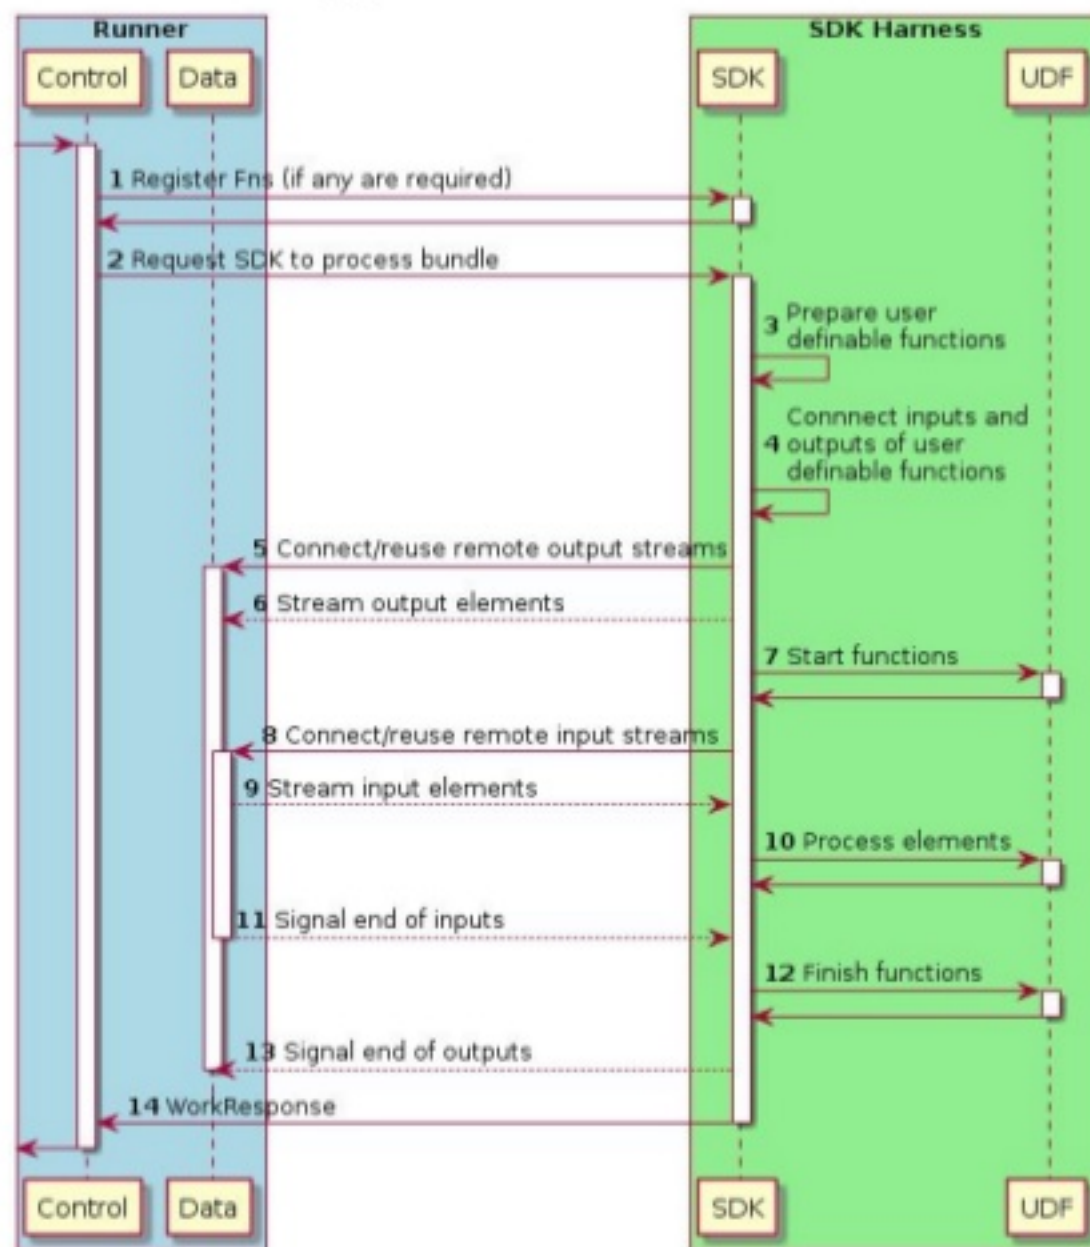 Runner
SDK Harness
Control
Data
SDK
UDF
1 Register Fns (if any are required)
2 Request SDK to process bundle
3 Prepare user
definable functions
4 Connnect inputs and
outputs of user
definable functions
5 Connect/reuse remote output streams
6 Stream output elements
7 Start functions
8 Connect/reuse remote input streams
9 Stream input elements
10 Process elements
11 Signal end of inputs
12 Finish functions
13 Signal end of outputs
14 WorkResponse
Control
Data
SDK
UDF